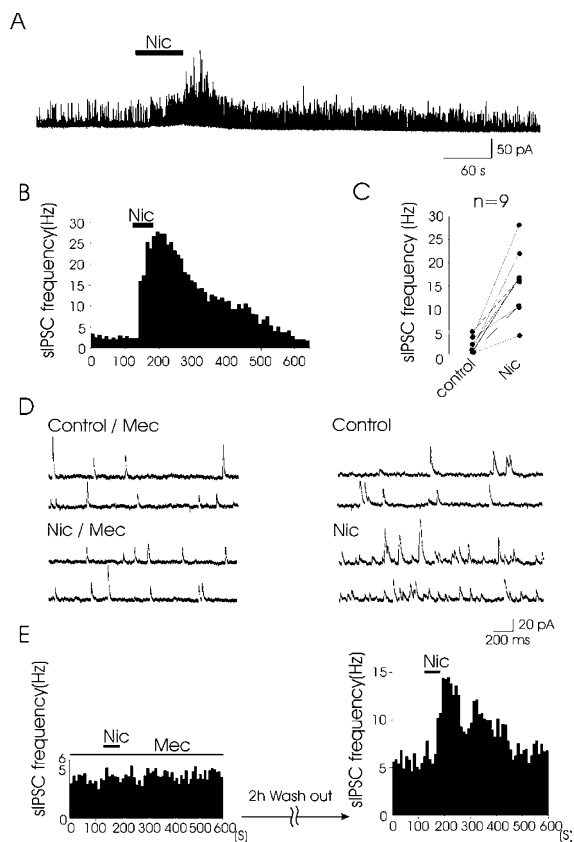 A
Nic
50 pA
60 s
B
Nic
sIPSC frequency(Hz)
30
25
20
15
10
5
0
0 100 200 300 400 500 600
C
n=9
sIPSC frequency (Hz)
30
25
20
15
10
5
0
control
Nic
D
Control / Mec
Control
Nic / Mec
Nic
20 pA
200 ms
E
sIPSC frequency(Hz)
Nic
Mec
6
5
0
0 100 200 300 400 500 600 [S]
2h Wash out
sIPSC frequency(Hz)
Nic
15
10
5
0
0 100 200 300 400 500 600 [S]